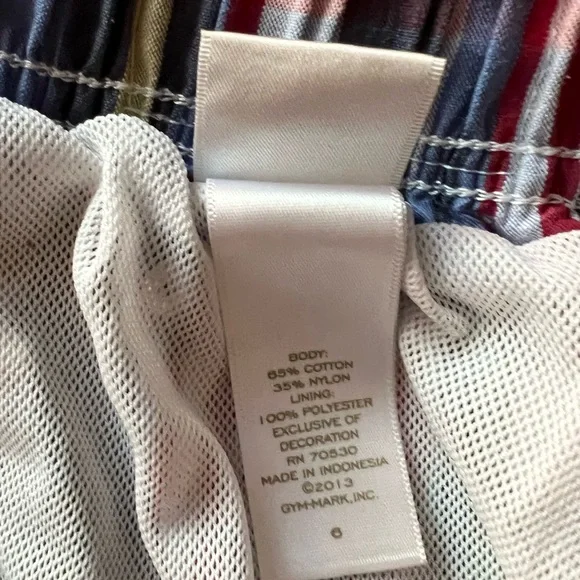 BODY:
65% COTTON
35% NYLON
LINING:
100% POLYESTER
EXCLUSIVE OF
DECORATION
RN 70530
MADE IN INDONESIA
©2013
GYM-MARK, INC.
6